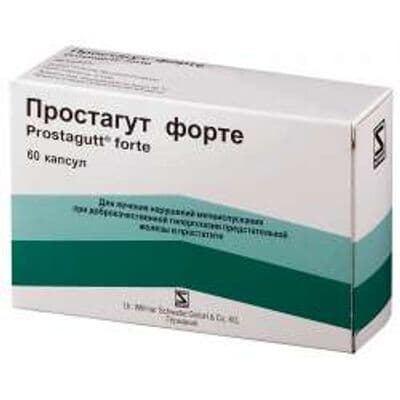 Простагут форте
Prostagutt® forte
60 капсул
Для лечения нарушений мочеиспускания
при доброкачественной гиперплазии предстательной
железы и простатите
Dr. Willmar Schwabe GmbH & Co. KG,
Германия